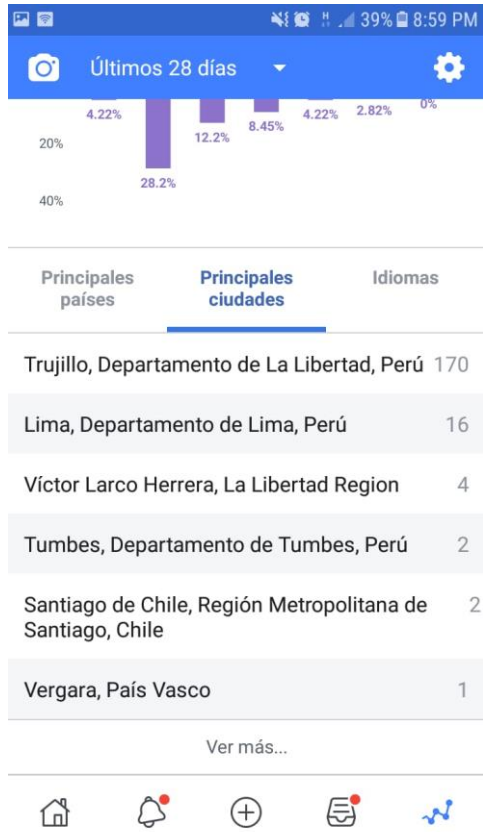 39% 8:59 PM
Últimos 28 días
4.22% 28.2% 12.2% 8.45% 4.22% 2.82% 0%
20%
40%
Principales países
Principales ciudades
Idiomas
Trujillo, Departamento de La Libertad, Perú 170
Lima, Departamento de Lima, Perú 16
Víctor Larco Herrera, La Libertad Region 4
Tumbes, Departamento de Tumbes, Perú 2
Santiago de Chile, Región Metropolitana de 2
Santiago, Chile
Vergara, País Vasco 1
Ver más...